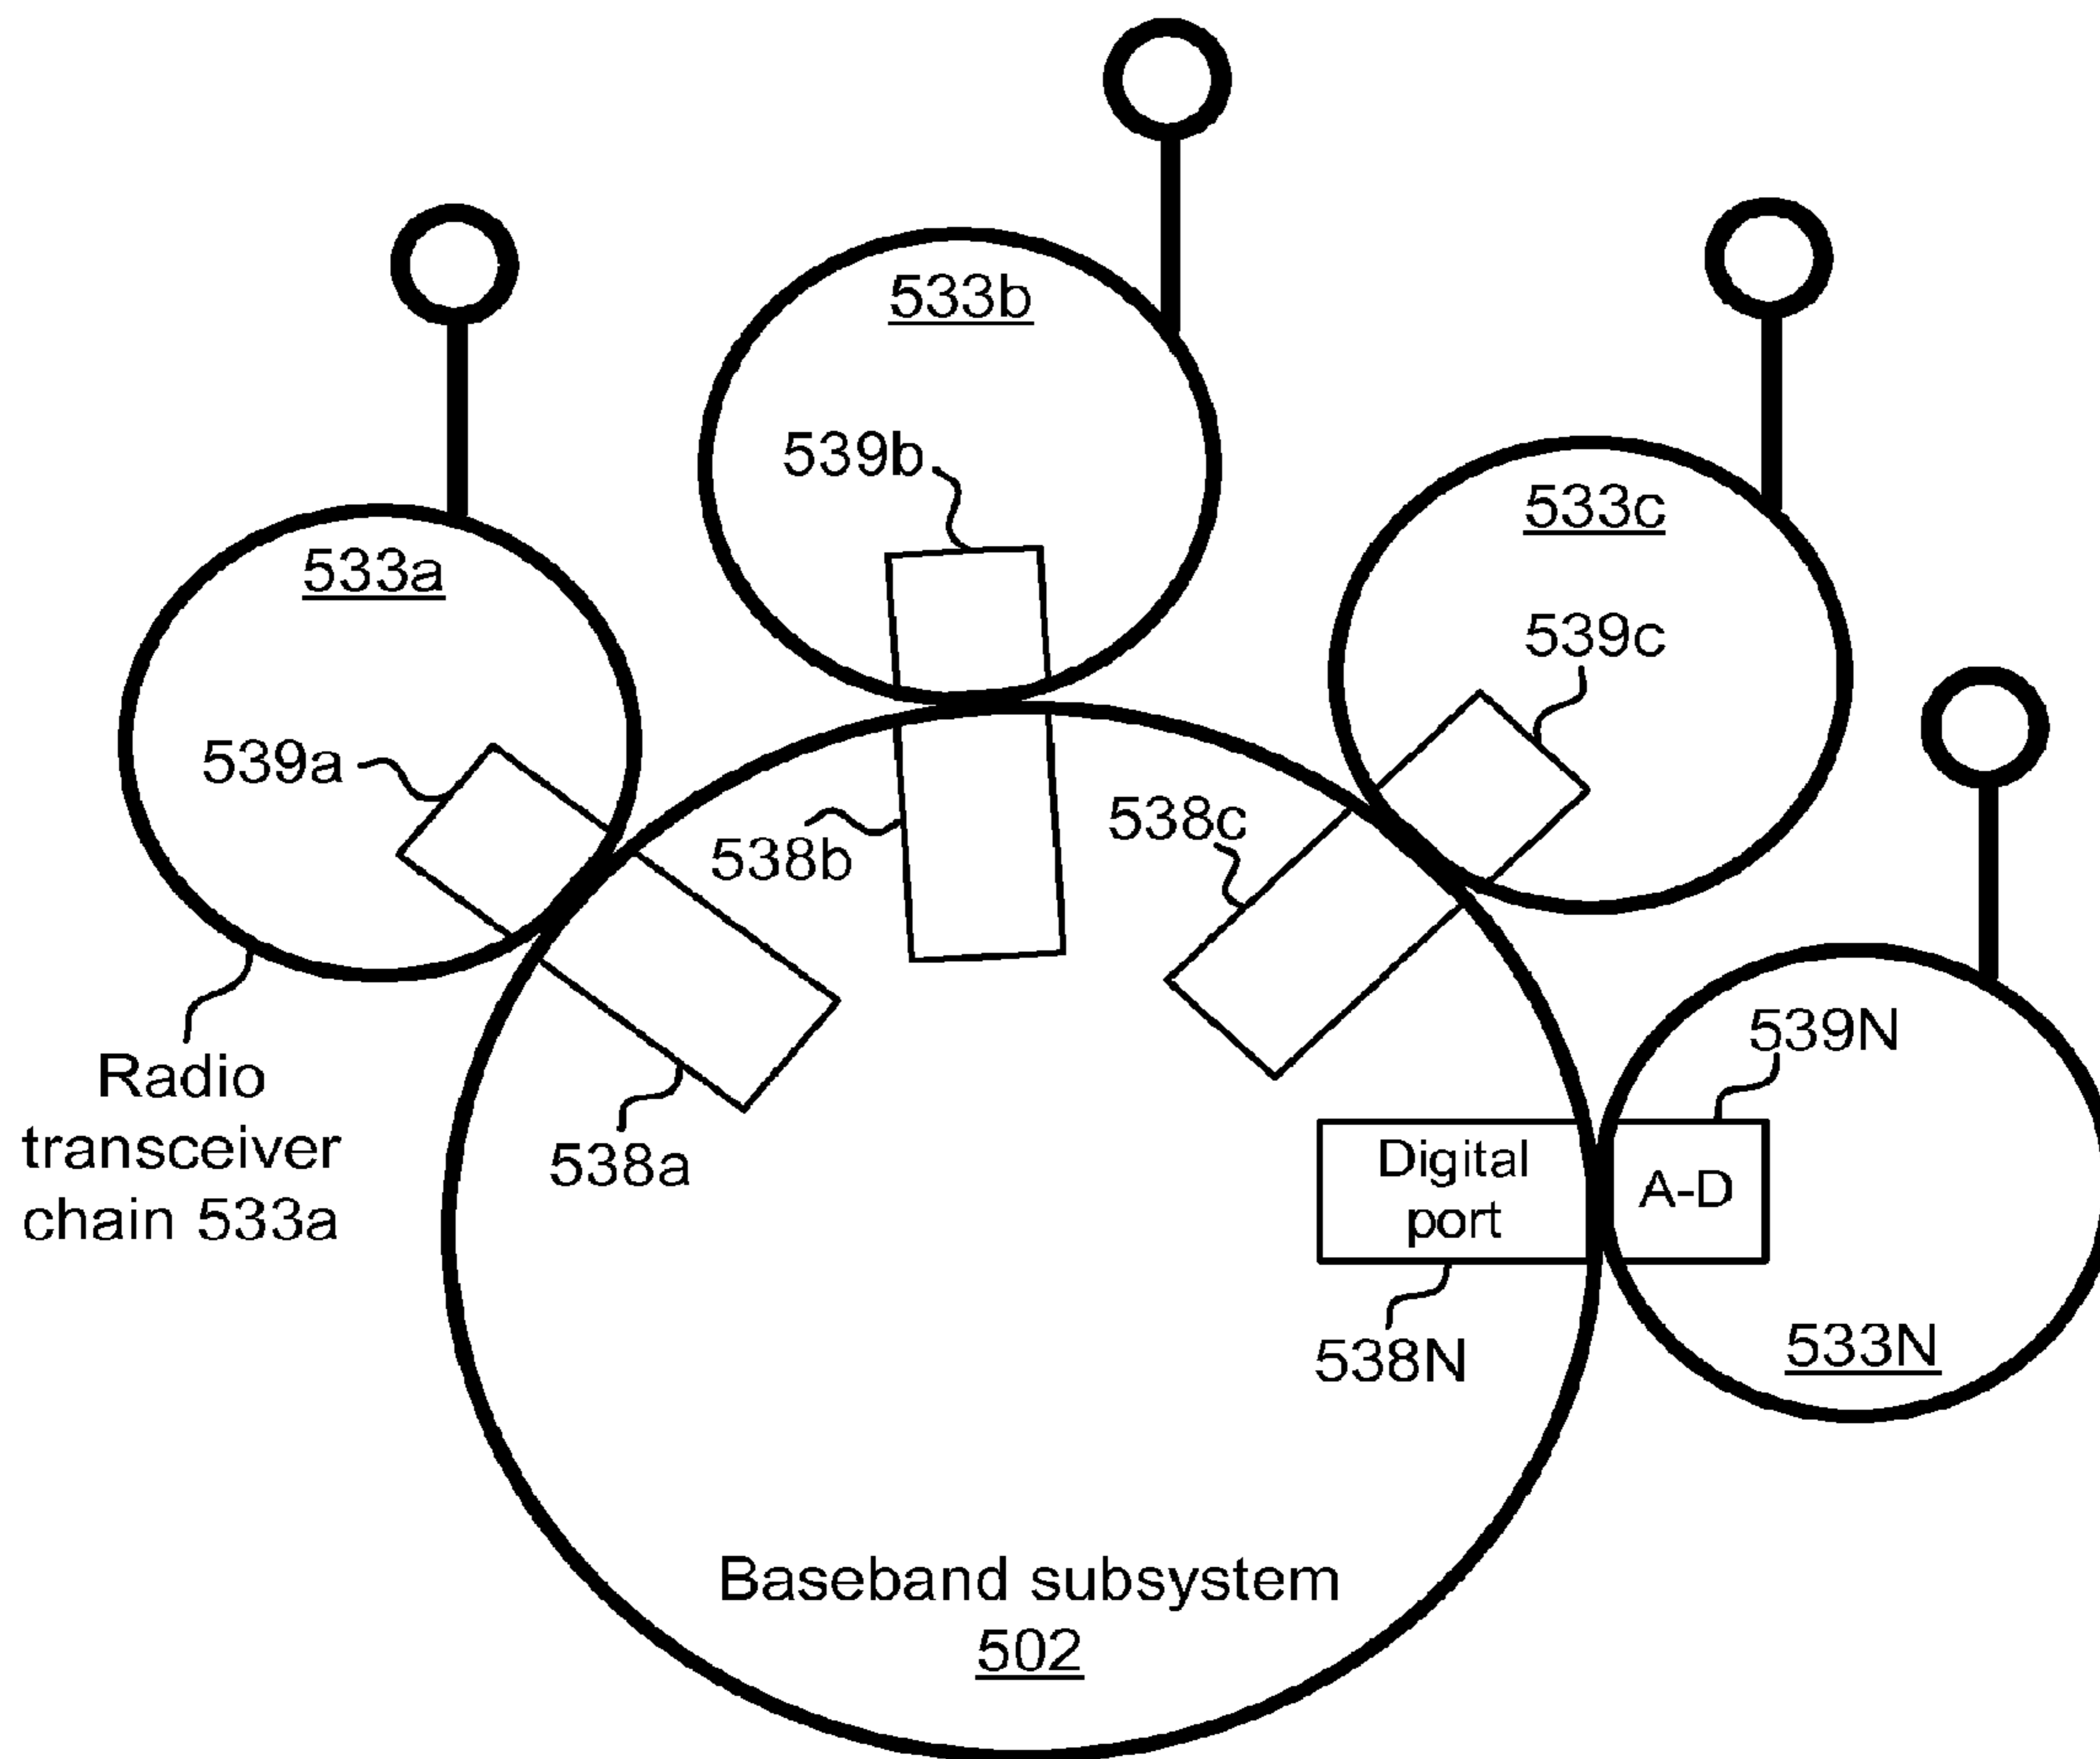 533b
533c
533a
539b
539c
539a
538b
538c
539N
Radio
transceiver
chain 533a
538a
Digital
port
A-D
538N
533N
Baseband subsystem
502